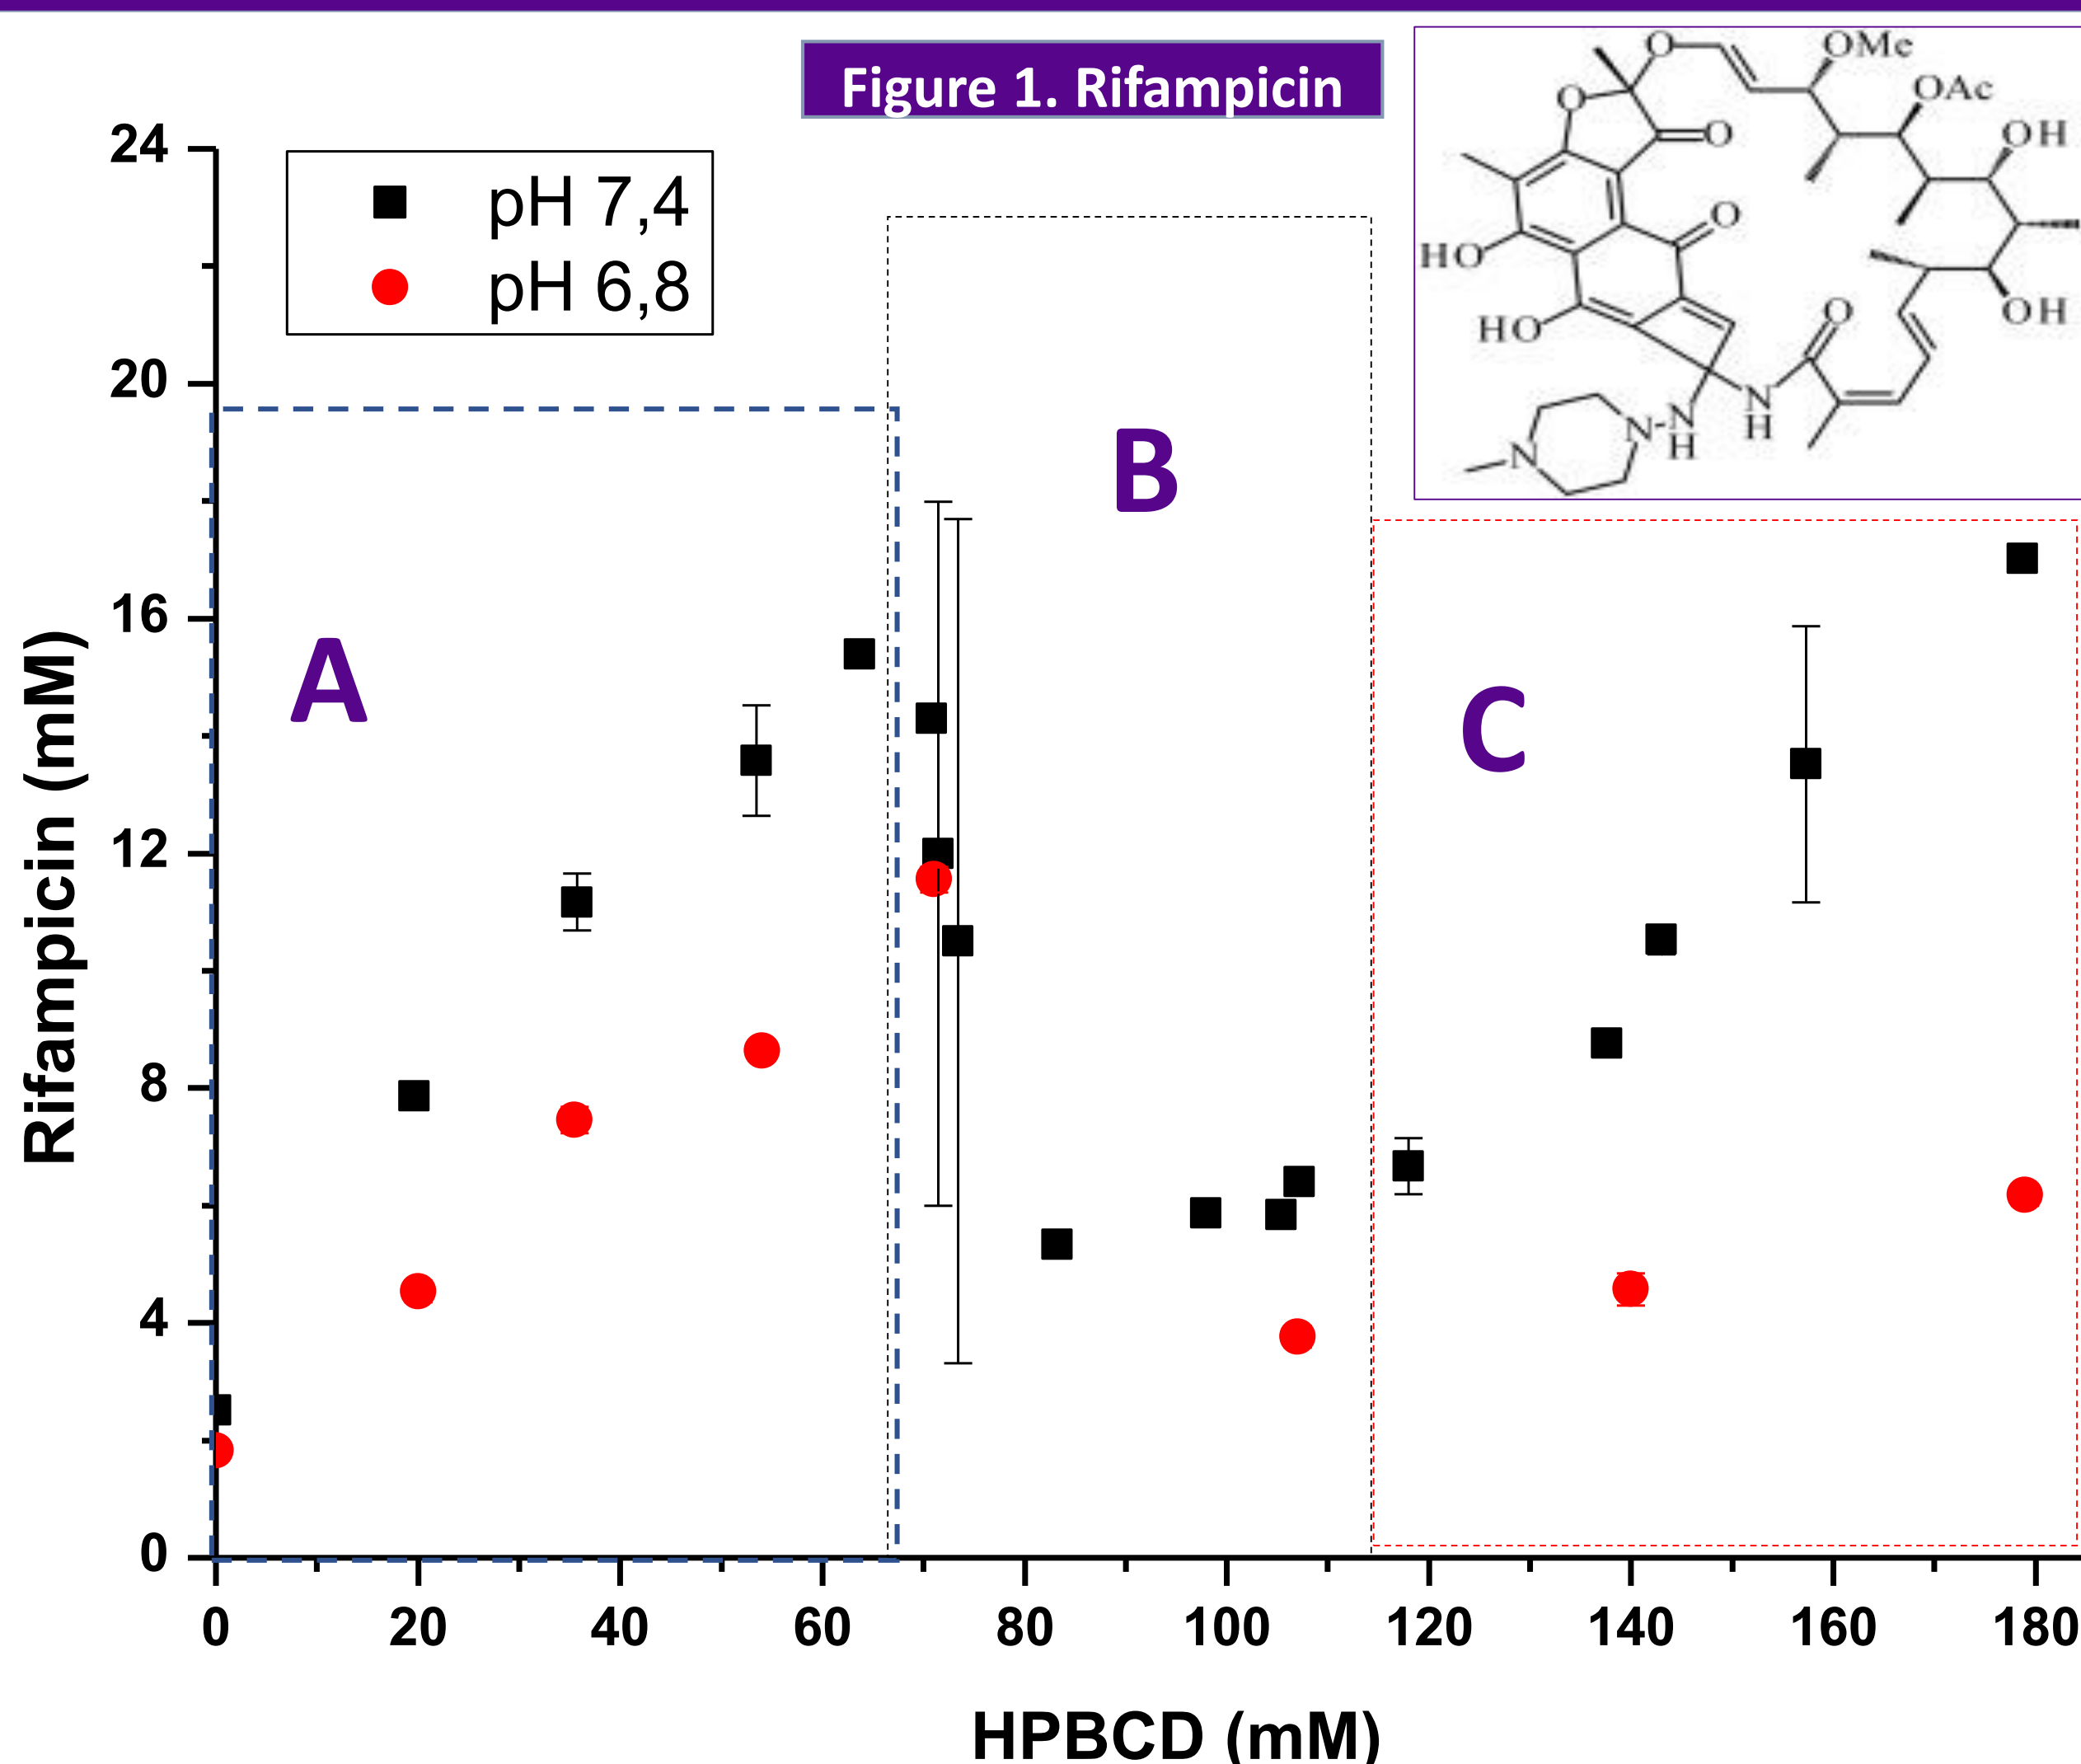 Figure 1. Rifampicin
pH 7,4
pH 6,8
24
20
16
12
8
4
0
Rifampicin (mM)
A
B
C
0 20 40 60 80 100 120 140 160 180
HPBCD (mM)
O
OMe
O
OAc
O
OH
O
HO
OH
HO
O
N
N
N
H
N
H